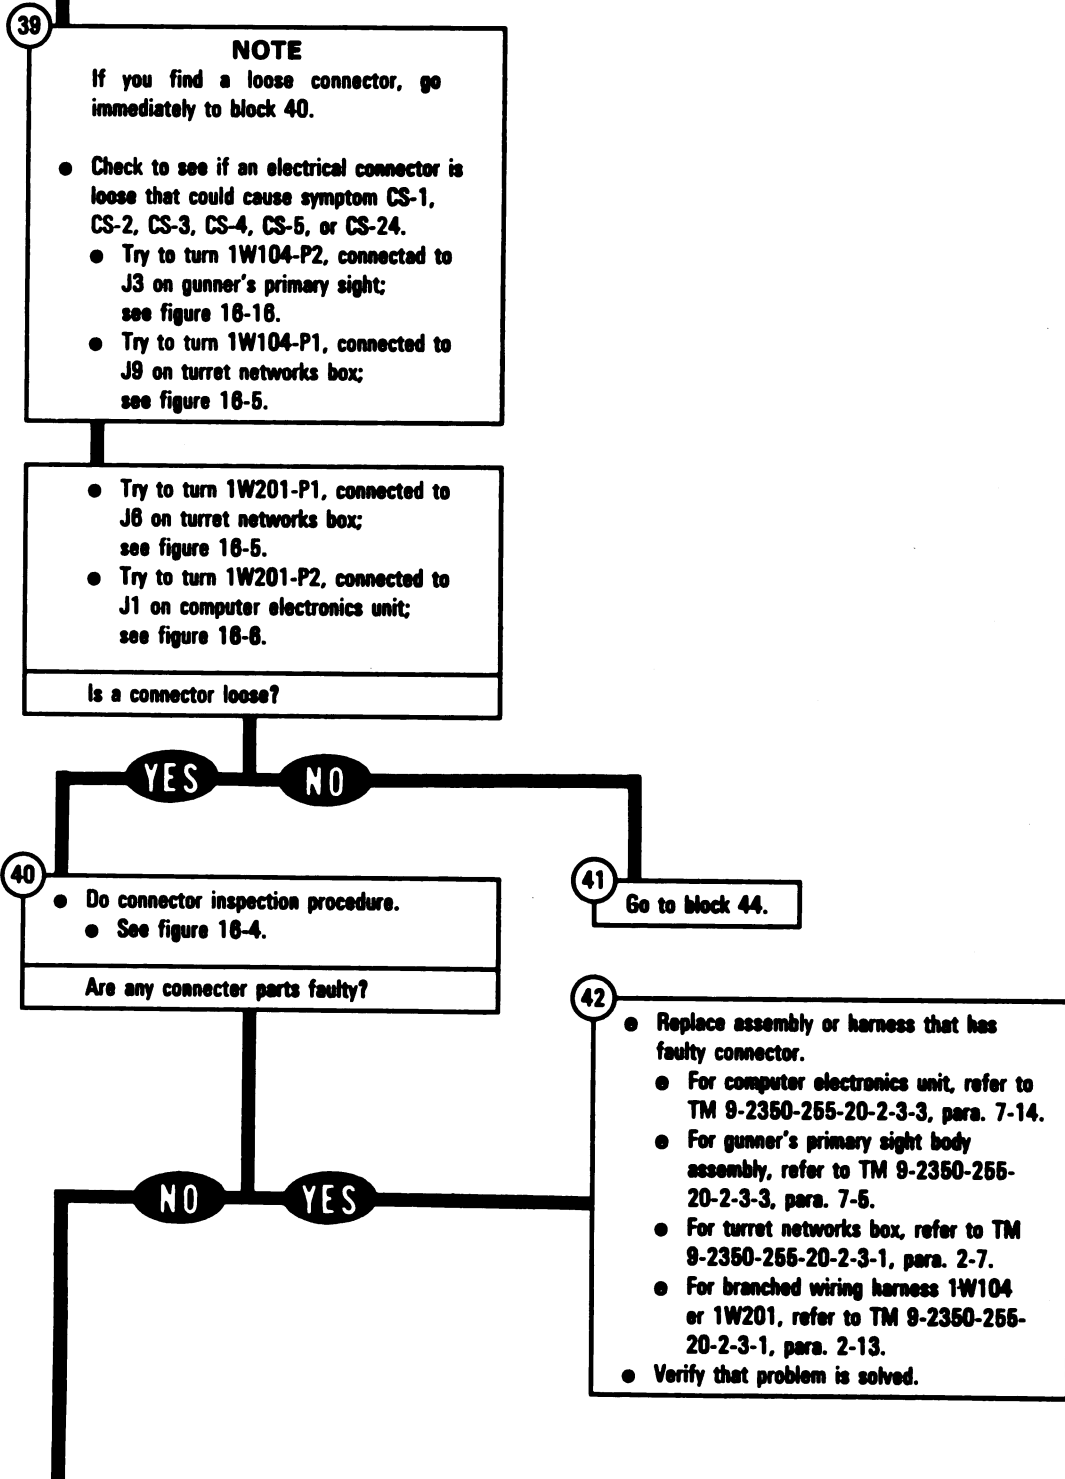 39
NOTE
If you find a loose connector, go
immediately to block 40.
● Check to see if an electrical connector is
loose that could cause symptom CS-1,
CS-2, CS-3, CS-4, CS-5, or CS-24.
● Try to turn 1W104-P2, connected to
J3 on gunner's primary sight;
see figure 16-16.
● Try to turn 1W104-P1, connected to
J9 on turret networks box;
see figure 16-5.
● Try to turn 1W201-P1, connected to
J6 on turret networks box;
see figure 16-5.
● Try to turn 1W201-P2, connected to
J1 on computer electronics unit;
see figure 16-6.
Is a connector loose?
YES NO
40
● Do connector inspection procedure.
● See figure 16-4.
Are any connecter parts faulty?
41
Go to block 44.
NO YES
42
● Replace assembly or harness that has
faulty connector.
● For computer electronics unit, refer to
TM 9-2350-255-20-2-3-3, para. 7-14.
● For gunner's primary sight body
assembly, refer to TM 9-2350-255-
20-2-3-3, para. 7-5.
● For turret networks box, refer to TM
9-2350-255-20-2-3-1, para. 2-7.
● For branched wiring harness 1W104
or 1W201, refer to TM 9-2350-255-
20-2-3-1, para. 2-13.
● Verify that problem is solved.